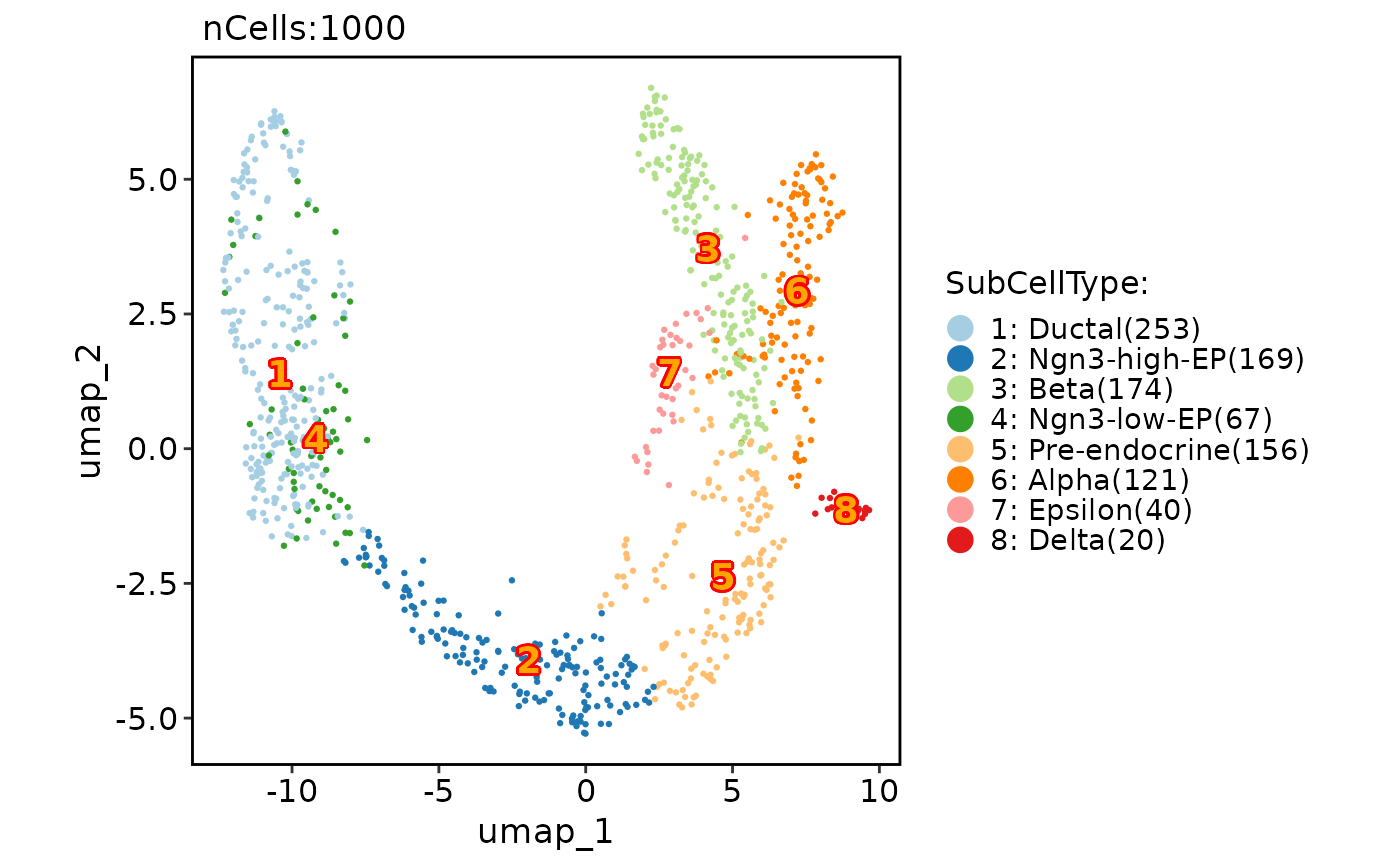 nCells:1000
5.0
2.5
0.0
-2.5
-5.0
umap_2
-10
-5
0
5
10
umap_1
1
2
3
4
5
6
7
8
SubCellType:
1: Ductal(253)
2: Ngn3-high-EP(169)
3: Beta(174)
4: Ngn3-low-EP(67)
5: Pre-endocrine(156)
6: Alpha(121)
7: Epsilon(40)
8: Delta(20)